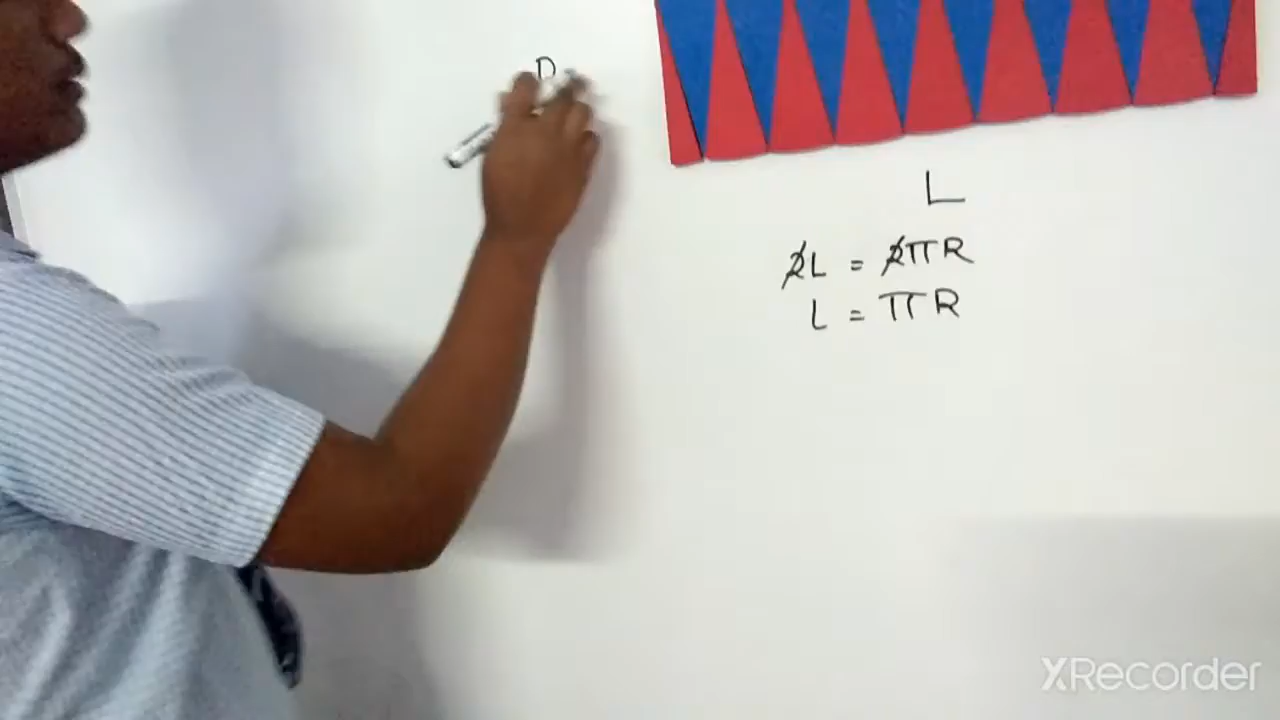 L
2L = 2πR
L = πR
XRecorder